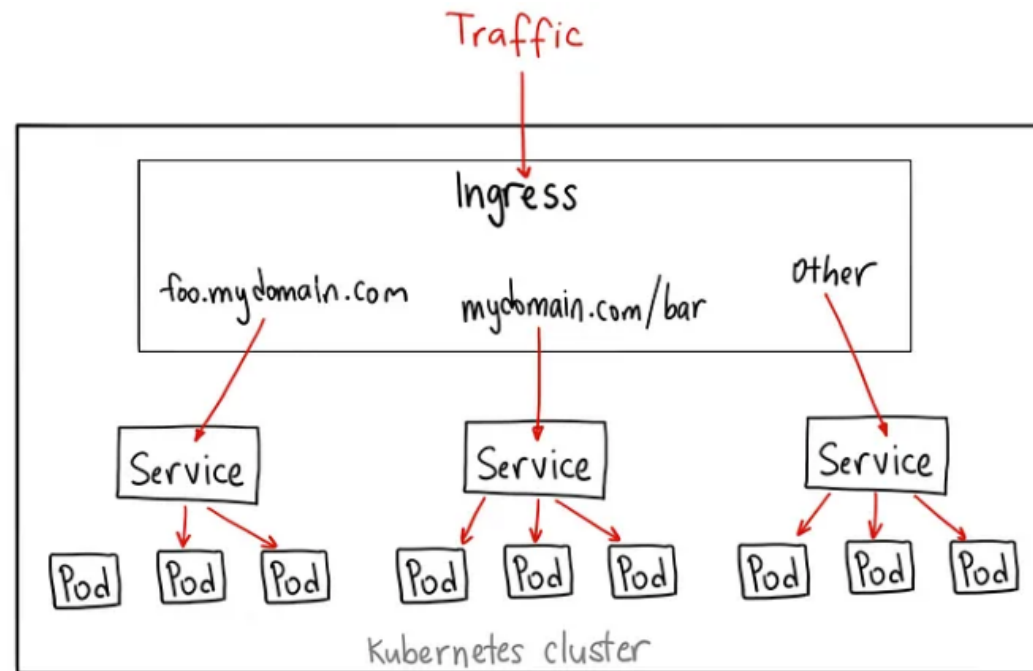 Traffic
Ingress
foo.mydomain.com
mydomain.com/bar
Other
Service
Service
Service
Pod
Pod
Pod
Pod
Pod
Pod
Pod
Pod
Pod
Kubernetes cluster